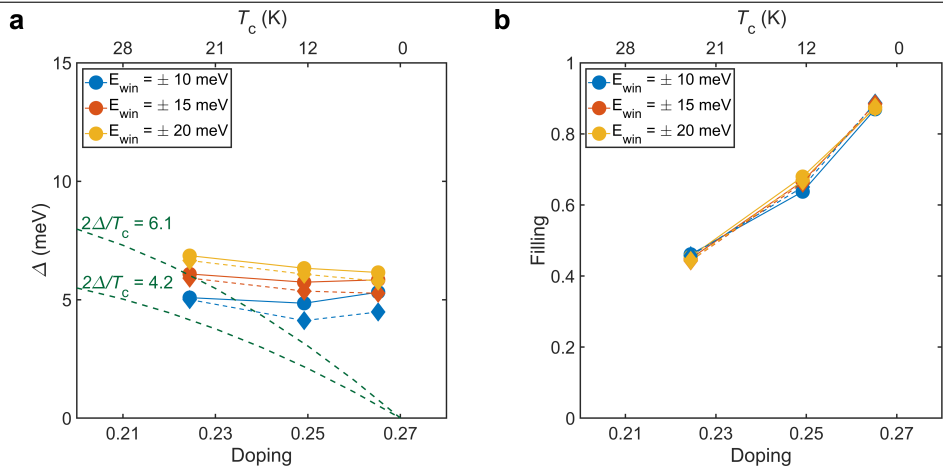 a
T_c (K)
28 21 12 0
15
10
5
0
Δ (meV)
E_win = ± 10 meV
E_win = ± 15 meV
E_win = ± 20 meV
2Δ/T_c = 6.1
2Δ/T_c = 4.2
0.21 0.23 0.25 0.27
Doping
b
T_c (K)
28 21 12 0
1
0.8
0.6
0.4
0.2
0
Filling
E_win = ± 10 meV
E_win = ± 15 meV
E_win = ± 20 meV
0.21 0.23 0.25 0.27
Doping